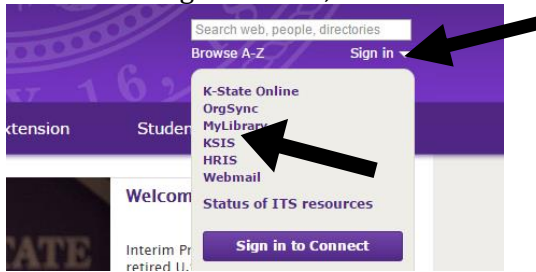 Search web, people, directories
Browse A-Z Sign in
K-State Online
OrgSync
MyLibrary
KSIS
HRIS
Webmail
Status of ITS resources
Sign in to Connect
xtension Studen
Welcom
Interim Pr
retired U.
TATE